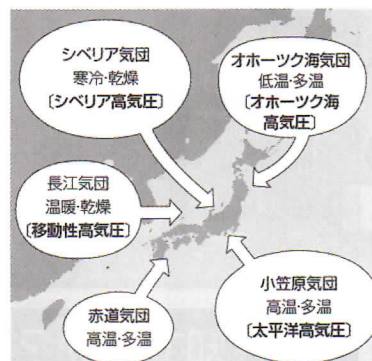 シベリア気団
寒冷·乾燥
〔シベリア高気圧〕
オホーツク海気団
低温·多湿
〔オホーツク海
高気圧〕
長江気団
温暖·乾燥
〔移動性高気圧〕
赤道気団
高温·多湿
小笠原気団
高温·多湿
〔太平洋高気圧〕